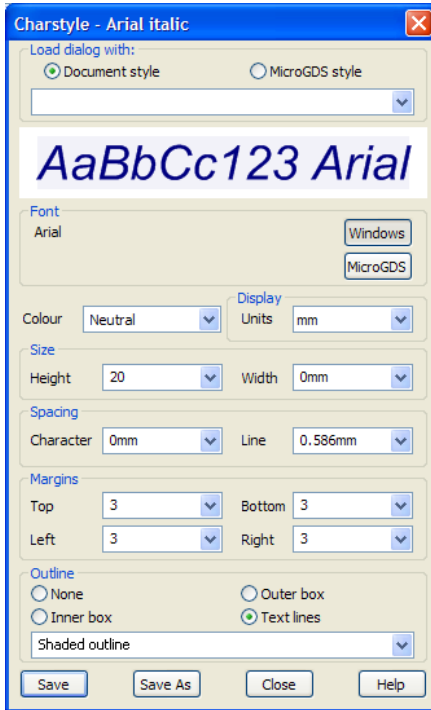 Charstyle - Arial italic
Load dialog with:
Document style MicroGDS style
AaBbCc123 Arial
Font
Arial Windows
MicroGDS
Display
Colour Neutral Units mm
Size
Height 20 Width 0mm
Spacing
Character 0mm Line 0.586mm
Margins
Top 3 Bottom 3
Left 3 Right 3
Outline
None Outer box
Inner box Text lines
Shaded outline
Save Save As Close Help